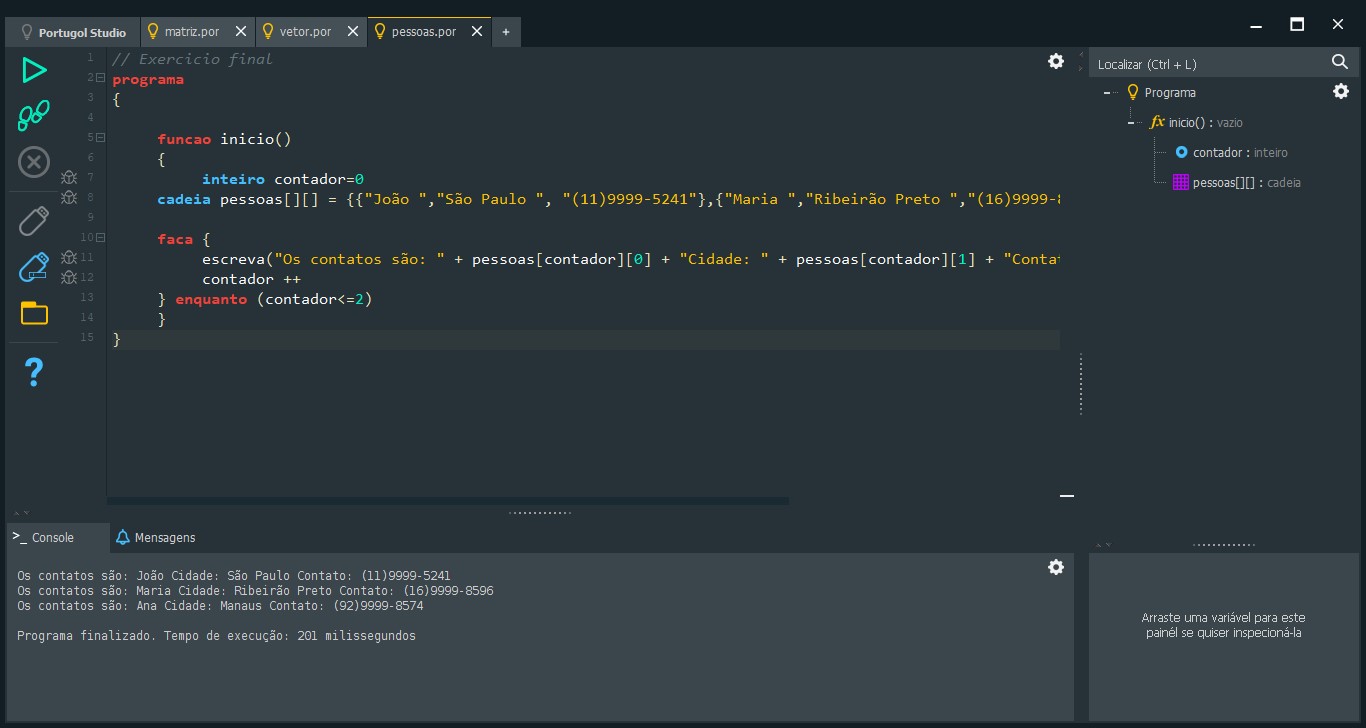 Portugol Studio
matriz.por
vetor.por
pessoas.por
+
1 // Exercicio final
2 programa
3 {
4
5 funcao inicio()
6 {
7 inteiro contador=0
8 cadeia pessoas[][] = {{"João ","São Paulo ", "(11)9999-5241"},{"Maria ","Ribeirão Preto ","(16)9999-8
9
10 faca {
11 escreva("Os contatos são: " + pessoas[contador][0] + "Cidade: " + pessoas[contador][1] + "Contat
12 contador ++
13 } enquanto (contador<=2)
14 }
15 }
Localizar (Ctrl + L)
Programa
fx inicio() : vazio
contador : inteiro
pessoas[][] : cadeia
?
>_ Console
Mensagens
Os contatos são: João Cidade: São Paulo Contato: (11)9999-5241
Os contatos são: Maria Cidade: Ribeirão Preto Contato: (16)9999-8596
Os contatos são: Ana Cidade: Manaus Contato: (92)9999-8574
Programa finalizado. Tempo de execução: 201 milissegundos
Arraste uma variável para este
painél se quiser inspecioná-la